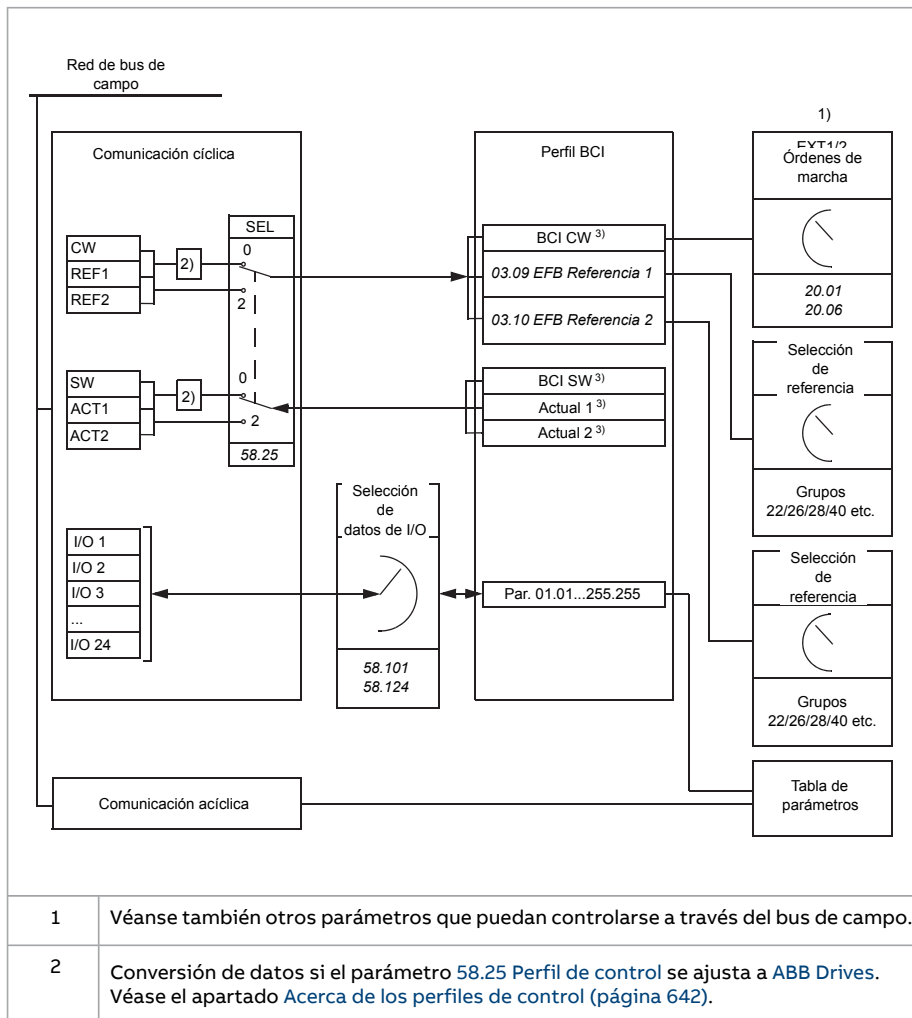 Red de bus de
campo
1)
Comunicación cíclica
Perfil BCI
EXT1/2
Órdenes de
marcha
SEL
CW
REF1
REF2
2)
0
2
BCI CW 3)
03.09 EFB Referencia 1
03.10 EFB Referencia 2
20.01
20.06
SW
ACT1
ACT2
2)
0
2
58.25
BCI SW 3)
Actual 1 3)
Actual 2 3)
Selección
de
referencia
Grupos
22/26/28/40 etc.
I/O 1
I/O 2
I/O 3
...
I/O 24
Selección
de
datos de I/O
58.101
58.124
Par. 01.01...255.255
Selección
de
referencia
Grupos
22/26/28/40 etc.
Comunicación acíclica
Tabla de
parámetros
1 Véanse también otros parámetros que puedan controlarse a través del bus de campo.
2 Conversión de datos si el parámetro 58.25 Perfil de control se ajusta a ABB Drives.
Véase el apartado Acerca de los perfiles de control (página 642).